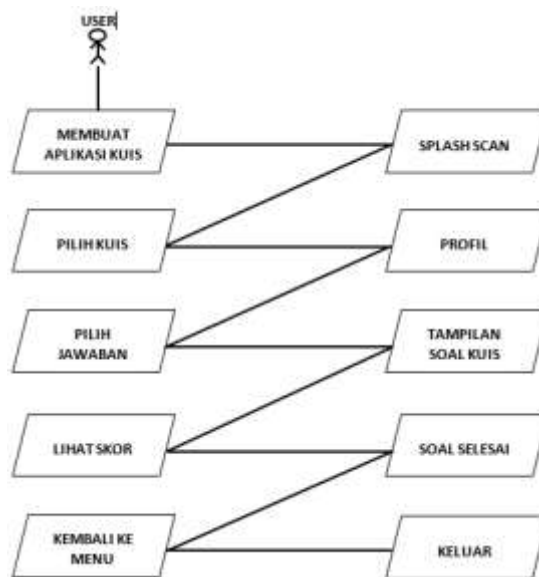 USER
MEMBUAT
APLIKASI KUIS
SPLASH SCAN
PILIH KUIS
PROFIL
PILIH
JAWABAN
TAMPILAN
SOAL KUIS
LIHAT SKOR
SOAL SELESAI
KEMBALI KE
MENU
KELUAR